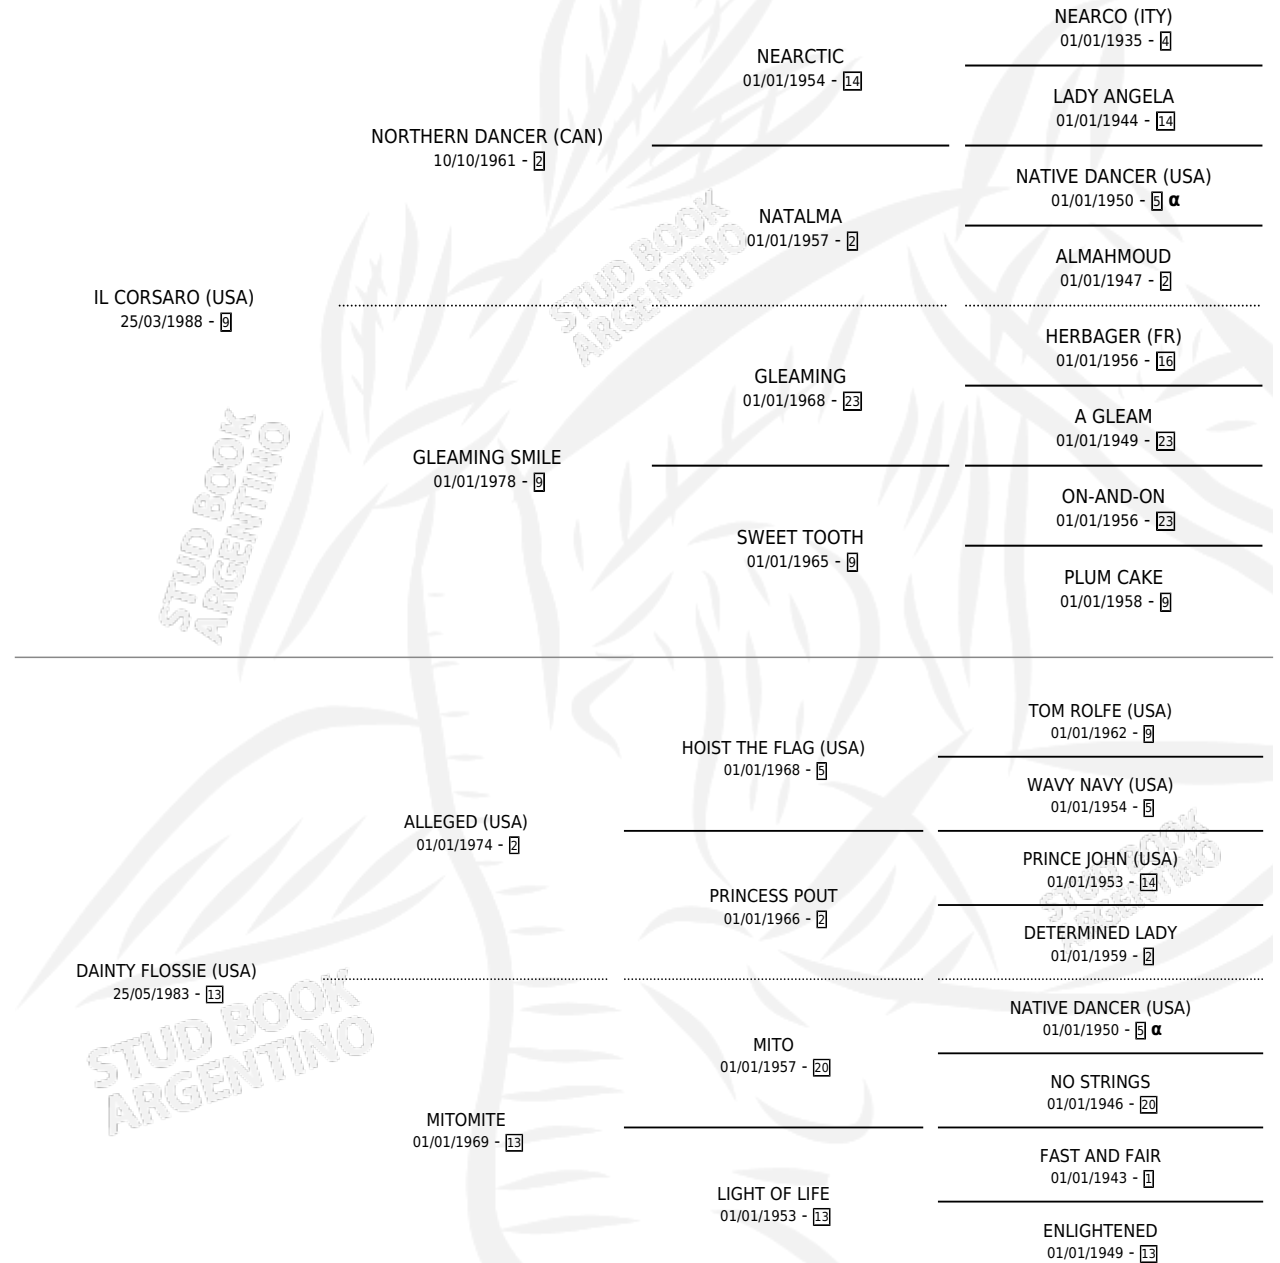 NEARCO (ITY)
01/01/1935 - 4
NEARCTIC
01/01/1954 - 14
LADY ANGELA
01/01/1944 - 14
NORTHERN DANCER (CAN)
10/10/1961 - 2
NATIVE DANCER (USA)
01/01/1950 - 5 α
NATALMA
01/01/1957 - 2
ALMAHMOUD
01/01/1947 - 2
IL CORSARO (USA)
25/03/1988 - 9
HERBAGER (FR)
01/01/1956 - 16
GLEAMING
01/01/1968 - 23
A GLEAM
01/01/1949 - 23
GLEAMING SMILE
01/01/1978 - 9
ON-AND-ON
01/01/1956 - 23
SWEET TOOTH
01/01/1965 - 9
PLUM CAKE
01/01/1958 - 9
TOM ROLFE (USA)
01/01/1962 - 9
HOIST THE FLAG (USA)
01/01/1968 - 5
WAVY NAVY (USA)
01/01/1954 - 5
ALLEGED (USA)
01/01/1974 - 2
PRINCE JOHN (USA)
01/01/1953 - 14
PRINCESS POUT
01/01/1966 - 2
DETERMINED LADY
01/01/1959 - 2
DAINTY FLOSSIE (USA)
25/05/1983 - 13
NATIVE DANCER (USA)
01/01/1950 - 5 α
MITO
01/01/1957 - 20
NO STRINGS
01/01/1946 - 20
MITOMITE
01/01/1969 - 13
FAST AND FAIR
01/01/1943 - 1
LIGHT OF LIFE
01/01/1953 - 13
ENLIGHTENED
01/01/1949 - 13
STUD BOOK
ARGENTINO
STUD BOOK
ARGENTINO
STUD BOOK
ARGENTINO
STUD BOOK
ARGENTINO